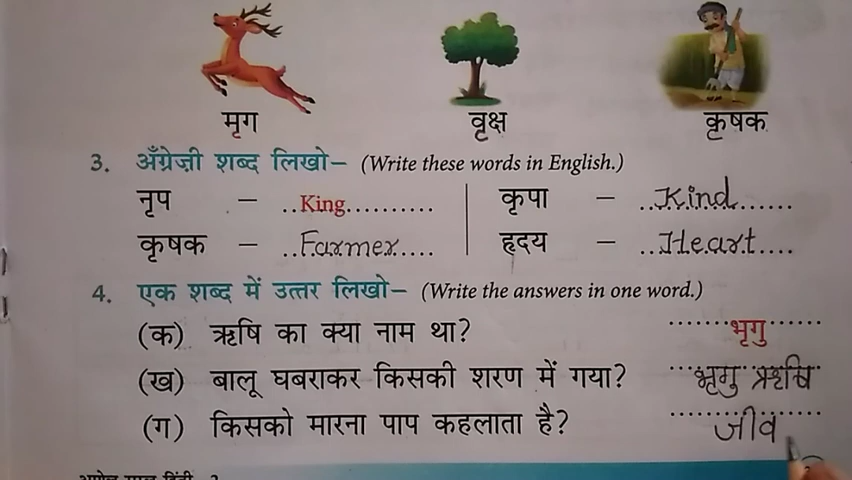 मृग वृक्ष कृषक
3. अँग्रेज़ी शब्द लिखो– (Write these words in English.)
नृप – ..King.......... कृपा – ..Kind......
कृषक – ..Farmer.... हृदय – ..Heart....
4. एक शब्द में उत्तर लिखो– (Write the answers in one word.)
(क) ऋषि का क्या नाम था? भृगु
(ख) बालू घबराकर किसकी शरण में गया? भृगु ऋषि
(ग) किसको मारना पाप कहलाता है? जीव